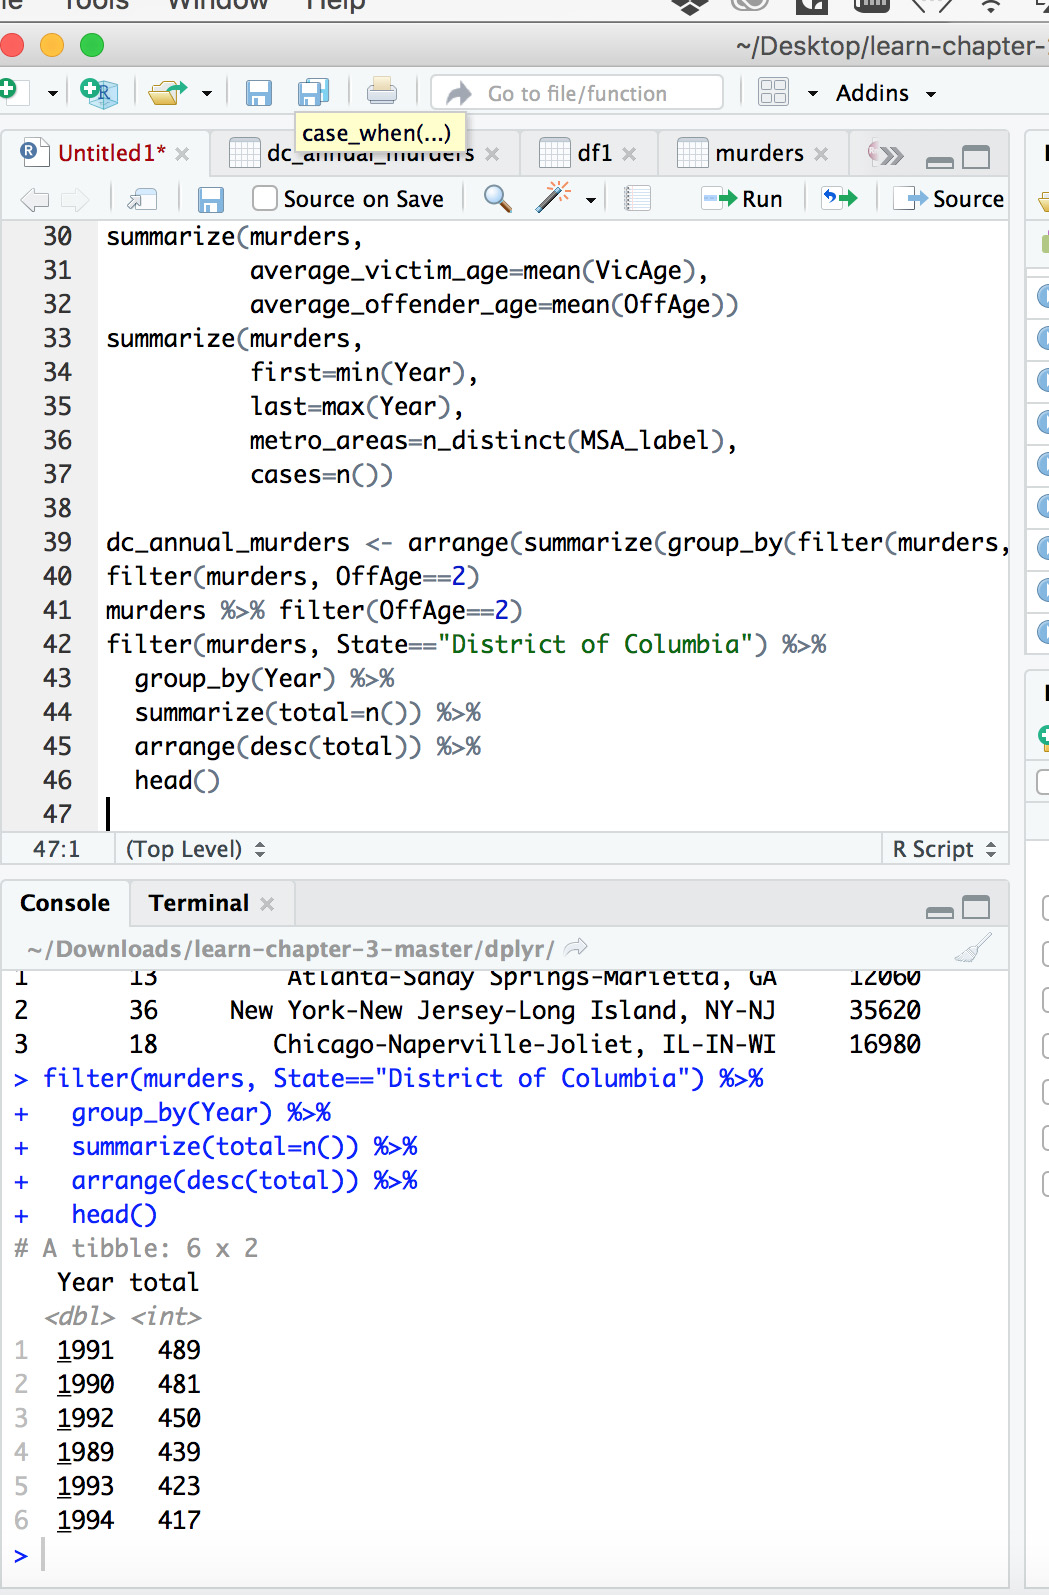 Tools Window Help
~/Desktop/learn-chapter-
Go to file/function
Addins
case_when(...)
Untitled1* dc_annual_murders df1 murders
Source on Save Run Source
30 summarize(murders,
31 average_victim_age=mean(VicAge),
32 average_offender_age=mean(OffAge))
33 summarize(murders,
34 first=min(Year),
35 last=max(Year),
36 metro_areas=n_distinct(MSA_label),
37 cases=n())
38
39 dc_annual_murders <- arrange(summarize(group_by(filter(murders,
40 filter(murders, OffAge==2)
41 murders %>% filter(OffAge==2)
42 filter(murders, State=="District of Columbia") %>%
43 group_by(Year) %>%
44 summarize(total=n()) %>%
45 arrange(desc(total)) %>%
46 head()
47
47:1 (Top Level) R Script
Console Terminal
~/Downloads/learn-chapter-3-master/dplyr/
1 13 Atlanta-Sandy Springs-Marietta, GA 12060
2 36 New York-New Jersey-Long Island, NY-NJ 35620
3 18 Chicago-Naperville-Joliet, IL-IN-WI 16980
> filter(murders, State=="District of Columbia") %>%
+ group_by(Year) %>%
+ summarize(total=n()) %>%
+ arrange(desc(total)) %>%
+ head()
# A tibble: 6 x 2
Year total
<dbl> <int>
1 1991 489
2 1990 481
3 1992 450
4 1989 439
5 1993 423
6 1994 417
>